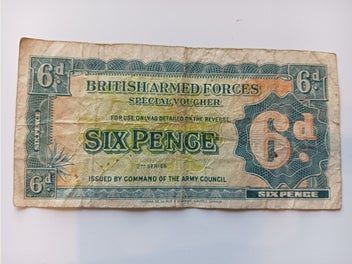 6d. 6d.
BRITISH ARMED FORCES
SPECIAL VOUCHER
FOR USE ONLY AS DETAILED ON THE REVERSE.
SIXPENCE
SIXPENCE 6d.
2ND SERIES
ISSUED BY COMMAND OF THE ARMY COUNCIL
6d. SIXPENCE